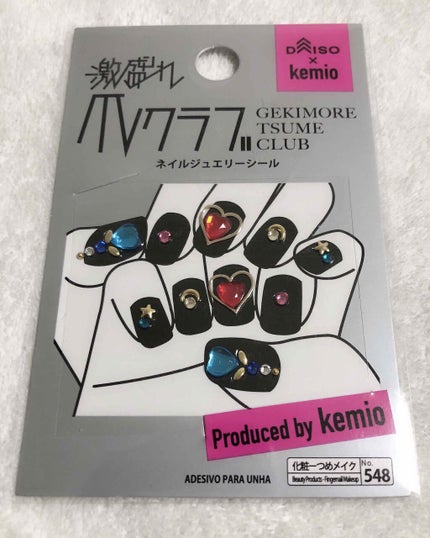 DAISO
×
kemio
激盛れ
爪クラブ
GEKIMORE
TSUME
CLUB
ネイルジュエリーシール
Produced by kemio
化粧ーつめメイク
Beauty Products - Fingernail Makeup
No.
548
ADESIVO PARA UNHA